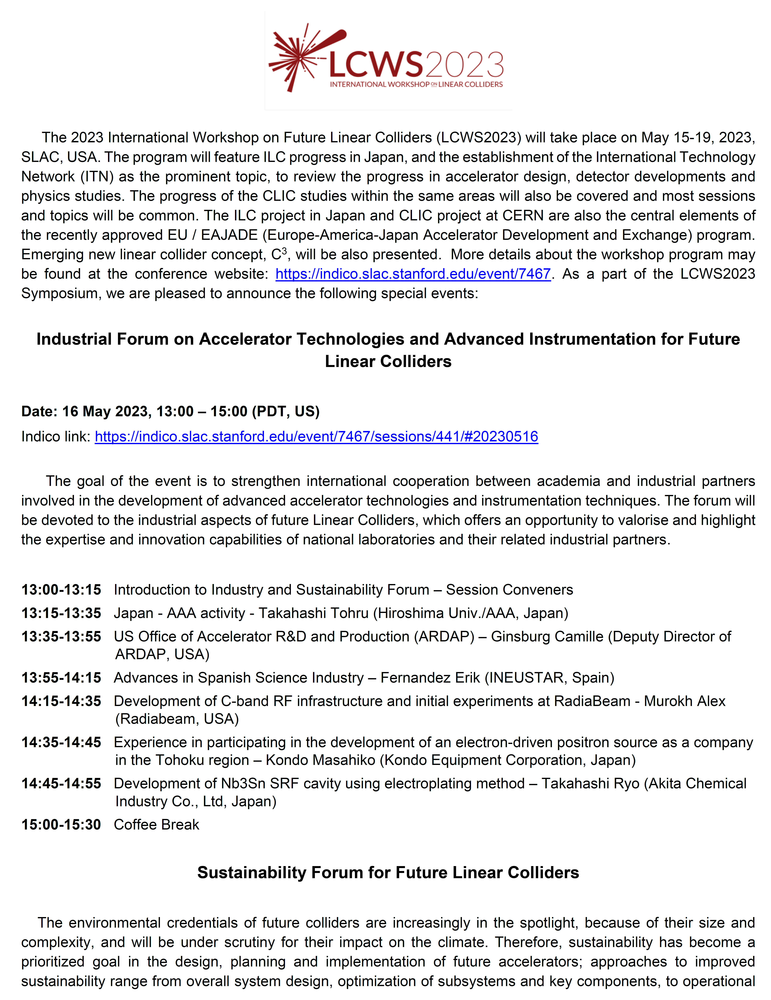 LCWS2023
INTERNATIONAL WORKSHOP ON LINEAR COLLIDERS
The 2023 International Workshop on Future Linear Colliders (LCWS2023) will take place on May 15-19, 2023,
SLAC, USA. The program will feature ILC progress in Japan, and the establishment of the International Technology
Network (ITN) as the prominent topic, to review the progress in accelerator design, detector developments and
physics studies. The progress of the CLIC studies within the same areas will also be covered and most sessions
and topics will be common. The ILC project in Japan and CLIC project at CERN are also the central elements of
the recently approved EU / EAJADE (Europe-America-Japan Accelerator Development and Exchange) program.
Emerging new linear collider concept, C³, will be also presented. More details about the workshop program may
be found at the conference website: https://indico.slac.stanford.edu/event/7467. As a part of the LCWS2023
Symposium, we are pleased to announce the following special events:
Industrial Forum on Accelerator Technologies and Advanced Instrumentation for Future
Linear Colliders
Date: 16 May 2023, 13:00 – 15:00 (PDT, US)
Indico link: https://indico.slac.stanford.edu/event/7467/sessions/441/#20230516
The goal of the event is to strengthen international cooperation between academia and industrial partners
involved in the development of advanced accelerator technologies and instrumentation techniques. The forum will
be devoted to the industrial aspects of future Linear Colliders, which offers an opportunity to valorise and highlight
the expertise and innovation capabilities of national laboratories and their related industrial partners.
13:00-13:15 Introduction to Industry and Sustainability Forum – Session Conveners
13:15-13:35 Japan - AAA activity - Takahashi Tohru (Hiroshima Univ./AAA, Japan)
13:35-13:55 US Office of Accelerator R&D and Production (ARDAP) – Ginsburg Camille (Deputy Director of
ARDAP, USA)
13:55-14:15 Advances in Spanish Science Industry – Fernandez Erik (INEUSTAR, Spain)
14:15-14:35 Development of C-band RF infrastructure and initial experiments at RadiaBeam - Murokh Alex
(Radiabeam, USA)
14:35-14:45 Experience in participating in the development of an electron-driven positron source as a company
in the Tohoku region – Kondo Masahiko (Kondo Equipment Corporation, Japan)
14:45-14:55 Development of Nb3Sn SRF cavity using electroplating method – Takahashi Ryo (Akita Chemical
Industry Co., Ltd, Japan)
15:00-15:30 Coffee Break
Sustainability Forum for Future Linear Colliders
The environmental credentials of future colliders are increasingly in the spotlight, because of their size and
complexity, and will be under scrutiny for their impact on the climate. Therefore, sustainability has become a
prioritized goal in the design, planning and implementation of future accelerators; approaches to improved
sustainability range from overall system design, optimization of subsystems and key components, to operational